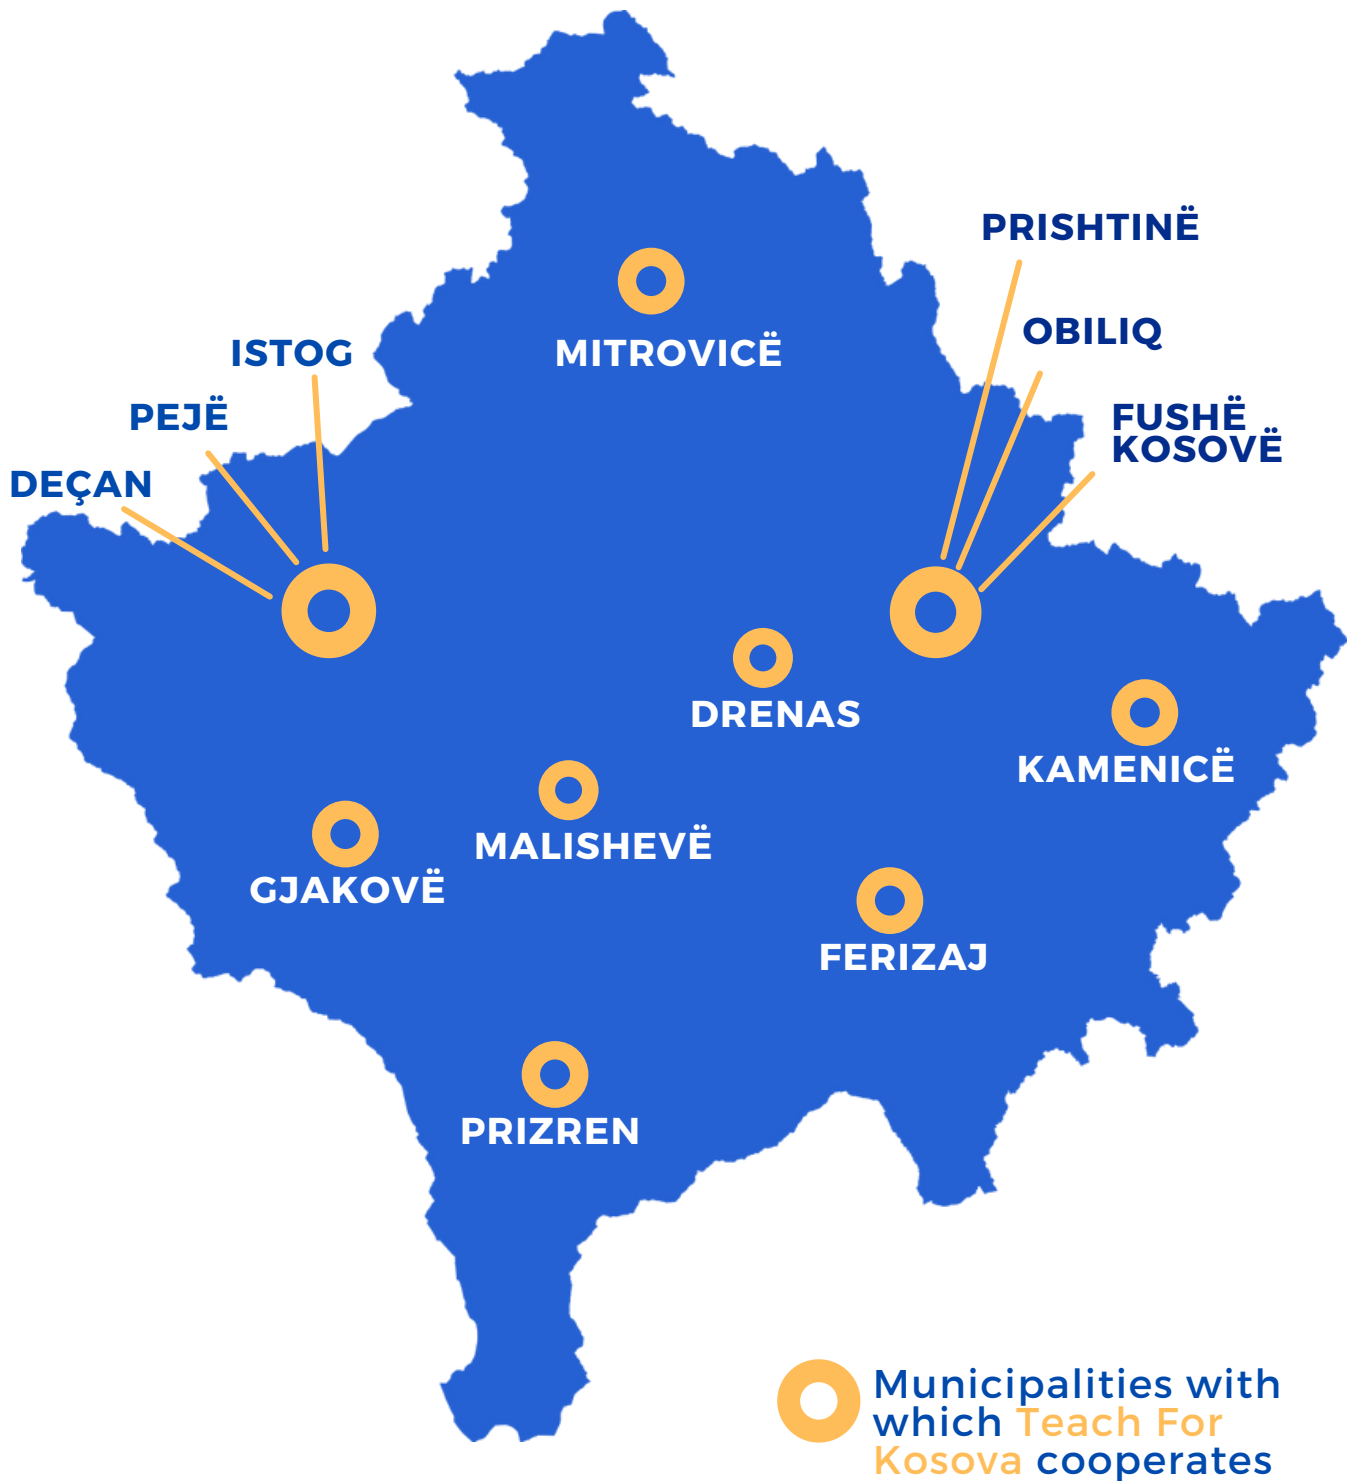 PRISHTINË
OBILIQ
ISTOG
MITROVICË
PEJË
FUSHË
KOSOVË
DEÇAN
DRENAS
KAMENICË
MALISHEVË
GJAKOVË
FERIZAJ
PRIZREN
Municipalities with
which Teach For
Kosova cooperates